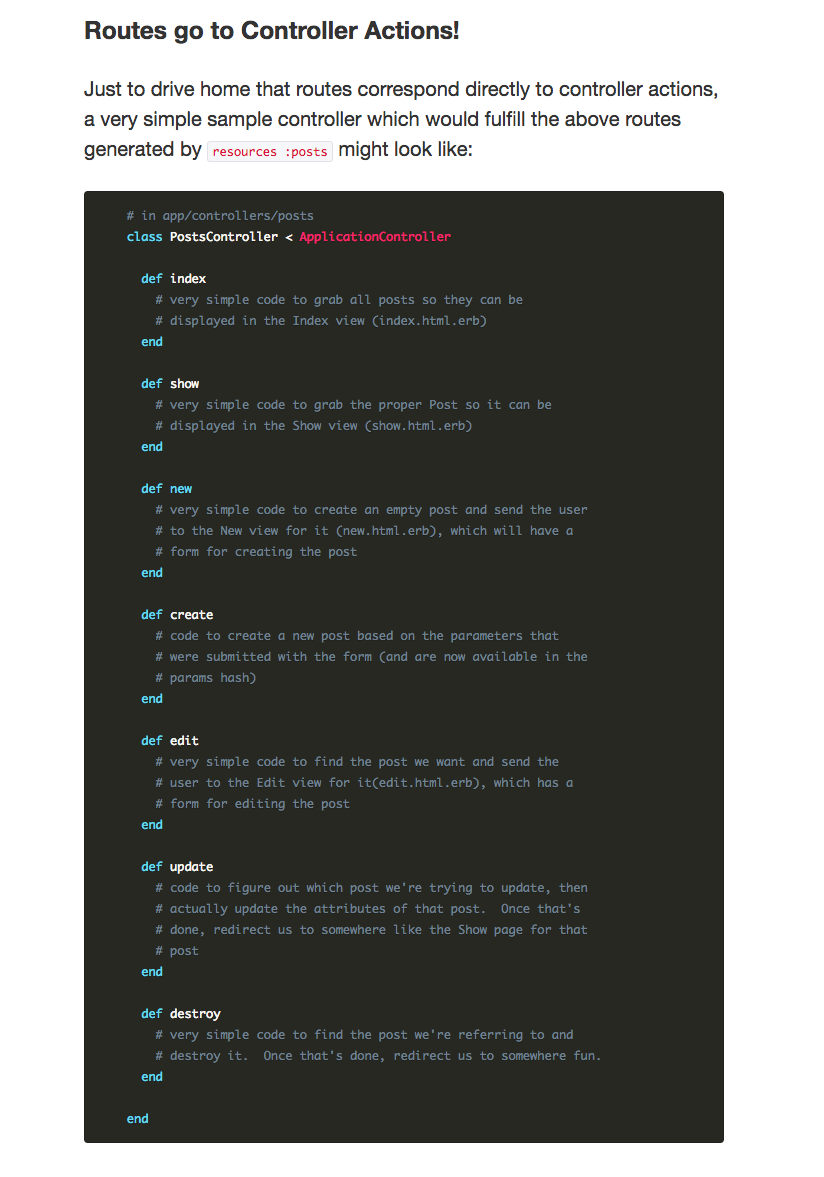 Routes go to Controller Actions!
Just to drive home that routes correspond directly to controller actions,
a very simple sample controller which would fulfill the above routes
generated by resources :posts might look like:
# in app/controllers/posts
class PostsController < ApplicationController
def index
# very simple code to grab all posts so they can be
# displayed in the Index view (index.html.erb)
end
def show
# very simple code to grab the proper Post so it can be
# displayed in the Show view (show.html.erb)
end
def new
# very simple code to create an empty post and send the user
# to the New view for it (new.html.erb), which will have a
# form for creating the post
end
def create
# code to create a new post based on the parameters that
# were submitted with the form (and are now available in the
# params hash)
end
def edit
# very simple code to find the post we want and send the
# user to the Edit view for it(edit.html.erb), which has a
# form for editing the post
end
def update
# code to figure out which post we're trying to update, then
# actually update the attributes of that post.  Once that's
# done, redirect us to somewhere like the Show page for that
# post
end
def destroy
# very simple code to find the post we're referring to and
# destroy it.  Once that's done, redirect us to somewhere fun.
end
end